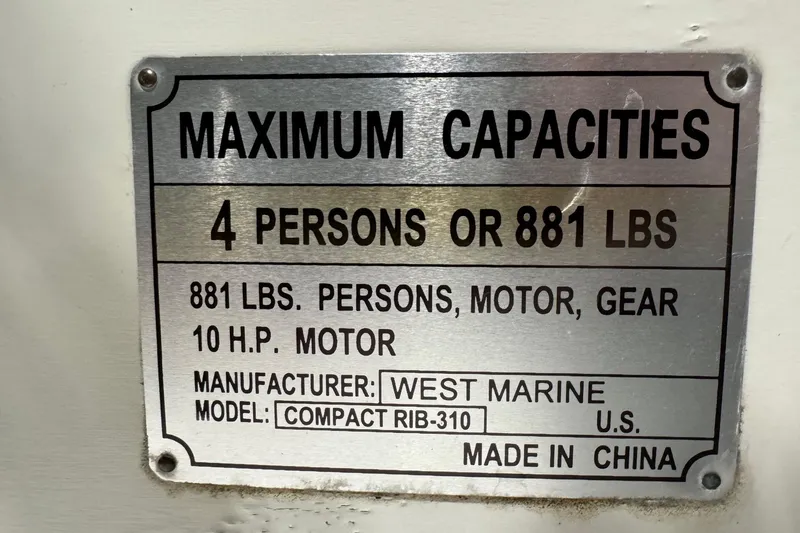 MAXIMUM CAPACITIES
4 PERSONS OR 881 LBS
881 LBS. PERSONS, MOTOR, GEAR
10 H.P. MOTOR
MANUFACTURER: WEST MARINE
MODEL: COMPACT RIB-310 U.S.
MADE IN CHINA